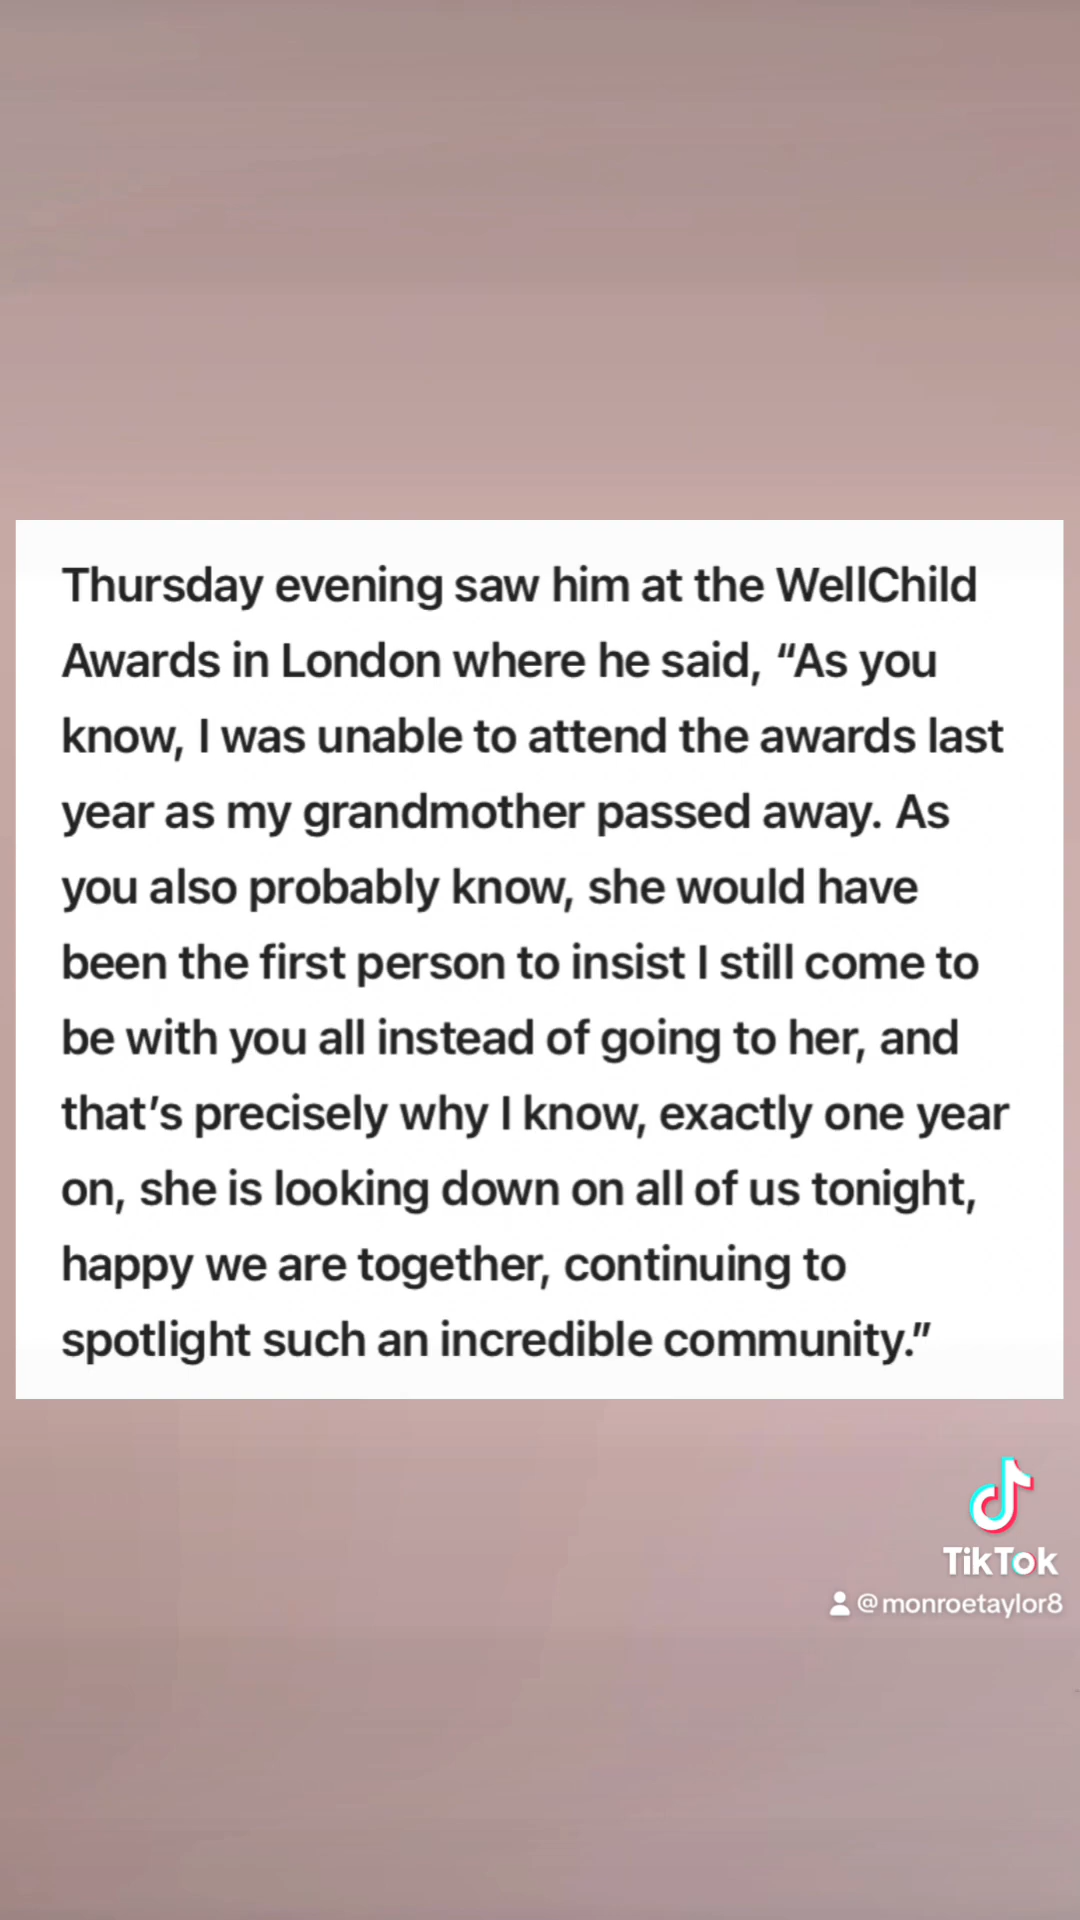 Thursday evening saw him at the WellChild
Awards in London where he said, “As you
know, I was unable to attend the awards last
year as my grandmother passed away. As
you also probably know, she would have
been the first person to insist I still come to
be with you all instead of going to her, and
that’s precisely why I know, exactly one year
on, she is looking down on all of us tonight,
happy we are together, continuing to
spotlight such an incredible community.”
TikTok
@monroetaylor8